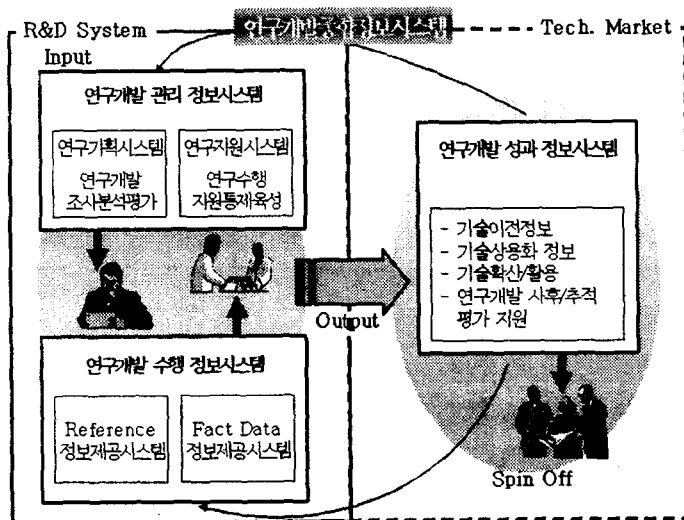 R&D System
연구개발종합정보시스템
Tech. Market
Input
연구개발 관리 정보시스템
연구기획시스템
연구개발
조사분석평가
연구지원시스템
연구수행
자원통제육성
연구개발 성과 정보시스템
- 기술이전정보
- 기술상용화 정보
- 기술확산/활용
- 연구개발 사후/추적
평가 지원
Output
연구개발 수행 정보시스템
Reference
정보제공시스템
Fact Data
정보제공시스템
Spin Off